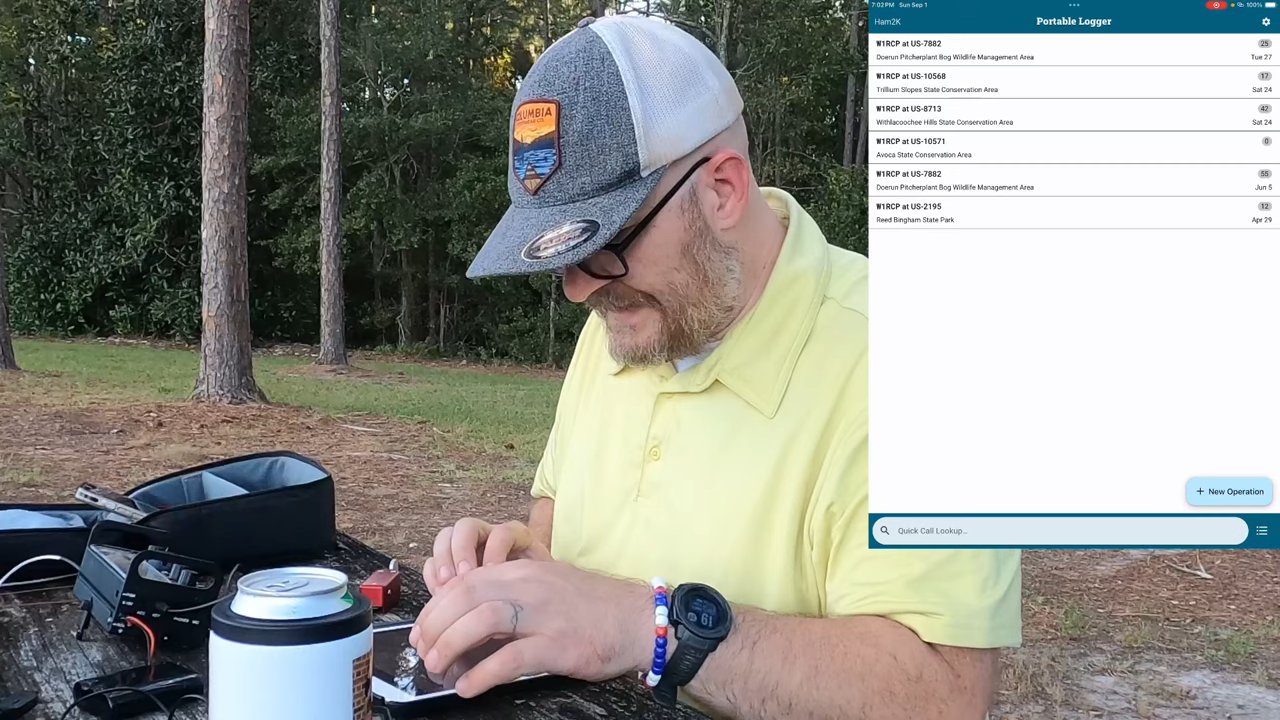 7:02 PM Sun Sep 1
100%
Ham2K
Portable Logger
W1RCP at US-7882
25
Doerun Pitcherplant Bog Wildlife Management Area
Tue 27
W1RCP at US-10568
17
Trillium Slopes State Conservation Area
Sat 24
W1RCP at US-8713
42
Withlacoochee Hills State Conservation Area
Sat 24
W1RCP at US-10571
0
Avoca State Conservation Area
W1RCP at US-7882
55
Doerun Pitcherplant Bog Wildlife Management Area
Jun 5
W1RCP at US-2195
12
Reed Bingham State Park
Apr 29
+ New Operation
Quick Call Lookup...
COLUMBIA
61